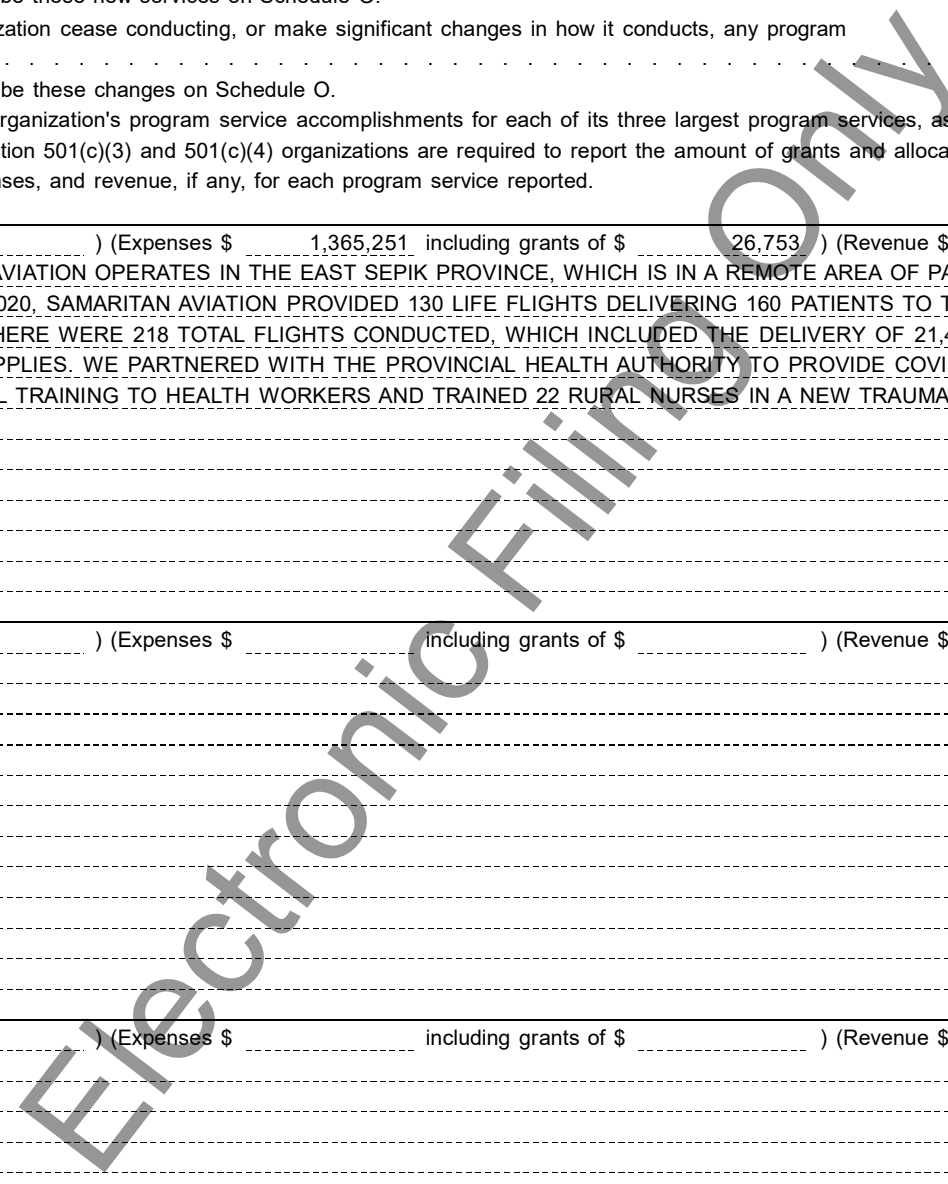 be these new services on Schedule O.
zation cease conducting, or make significant changes in how it conducts, any program
. . . . . . . . . . . . . . . . . . . . . . . . . . . . . . . . . . . . . . . . . .
be these changes on Schedule O.
rganization's program service accomplishments for each of its three largest program services, as
tion 501(c)(3) and 501(c)(4) organizations are required to report the amount of grants and alloca
ses, and revenue, if any, for each program service reported.
) (Expenses $ 1,365,251 including grants of $ 26,753 ) (Revenue $
AVIATION OPERATES IN THE EAST SEPIK PROVINCE, WHICH IS IN A REMOTE AREA OF PA
020, SAMARITAN AVIATION PROVIDED 130 LIFE FLIGHTS DELIVERING 160 PATIENTS TO T
HERE WERE 218 TOTAL FLIGHTS CONDUCTED, WHICH INCLUDED THE DELIVERY OF 21,4
PPLIES. WE PARTNERED WITH THE PROVINCIAL HEALTH AUTHORITY TO PROVIDE COVI
L TRAINING TO HEALTH WORKERS AND TRAINED 22 RURAL NURSES IN A NEW TRAUMA
) (Expenses $ including grants of $ ) (Revenue $
) (Expenses $ including grants of $ ) (Revenue $
Electronic Filing Only